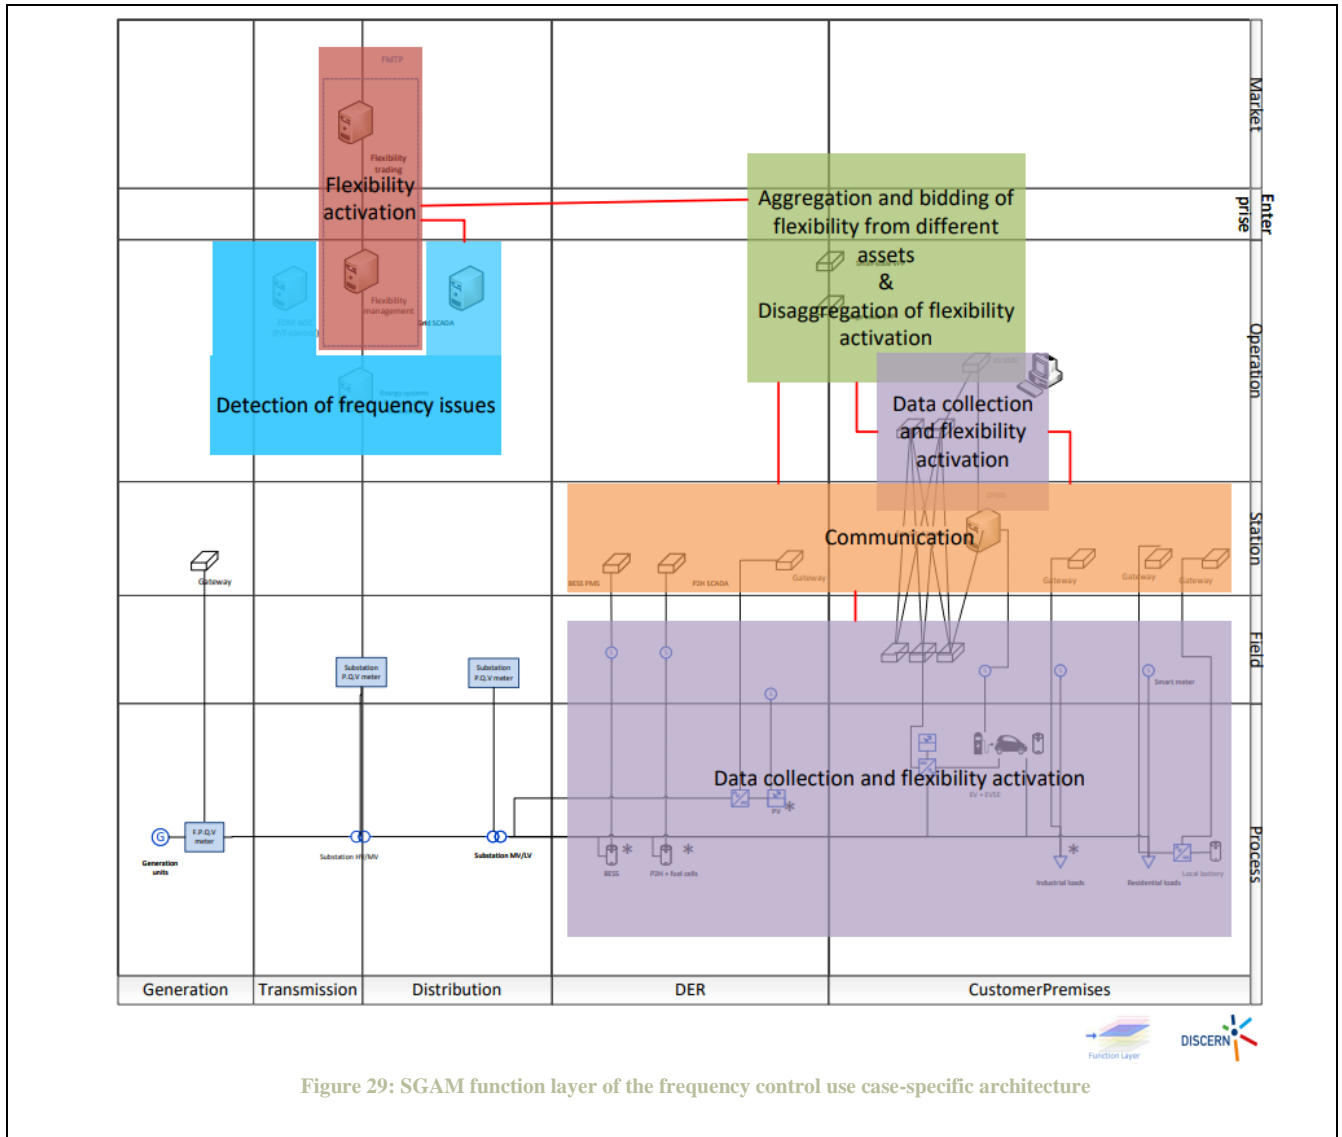 FMTP
Market
Flexibility
trading
Flexibility
activation
Enter
prise
Aggregation and bidding of
flexibility from different
assets
&
Disaggregation of flexibility
activation
Flexibility
management
Grid SCADA
Operation
Detection of frequency issues
Data collection
and flexibility
activation
Station
Communication
Gateway
BESS PMS
P2H SCADA
Gateway
Gateway
Gateway
Gateway
Field
Substation
P.Q.V meter
Substation
P.Q.V meter
S
S
S
S
S
S
Smart meter
Data collection and flexibility activation
EV + EVSE
PV
*
Process
G
F.P.Q.V
meter
Generation
units
Substation HV/MV
Substation MV/LV
*
*
*
BESS
P2H + fuel cells
Industrial loads
Residential loads
Local battery
Generation
Transmission
Distribution
DER
CustomerPremises
Function Layer
DISCERN
Figure 29: SGAM function layer of the frequency control use case-specific architecture